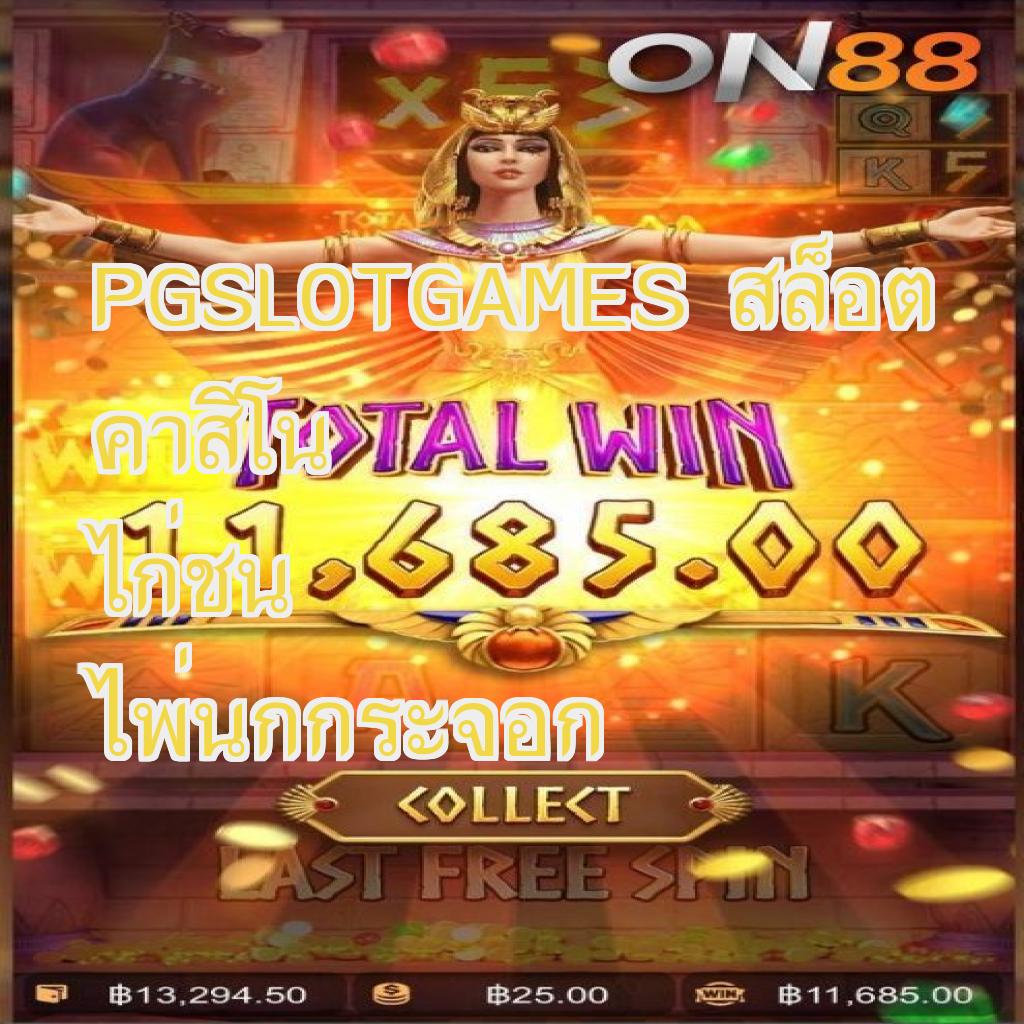 ON88
x53
Q
K 5
PGSLOTGAMES สล็อต
คาสิโน
TOTAL WIN
ไก่ชน
11,685.00
ไพ่นกกระจอก
K
COLLECT
LAST FREE SPIN
฿13,294.50 ฿25.00 WIN ฿11,685.00